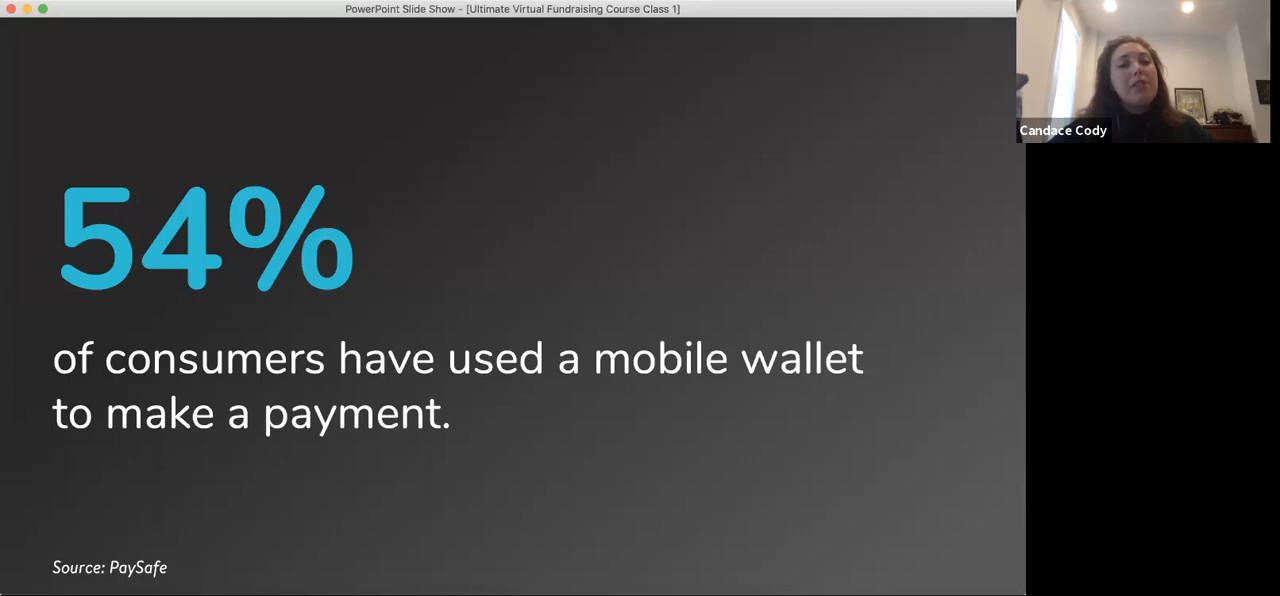 PowerPoint Slide Show - [Ultimate Virtual Fundraising Course Class 1]
Candace Cody
54%
of consumers have used a mobile wallet
to make a payment.
Source: PaySafe